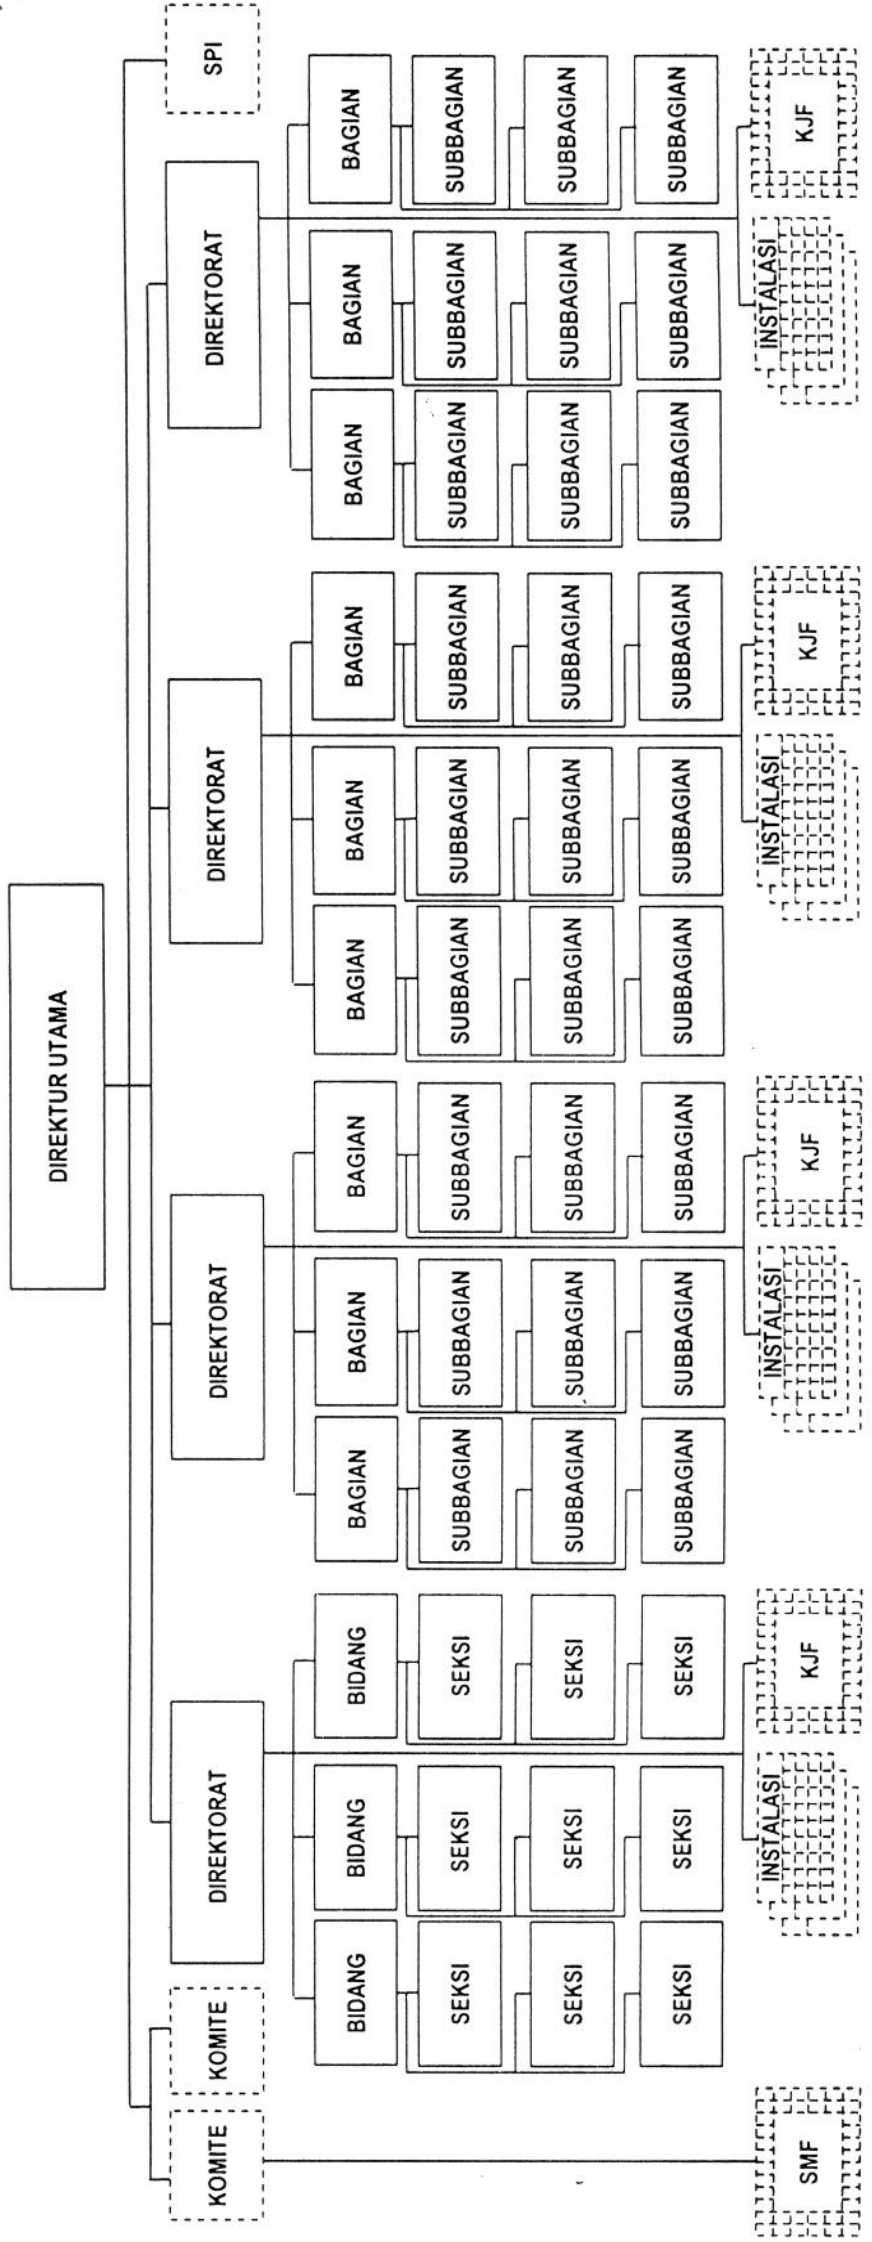 DIREKTUR UTAMA
KOMITE KOMITE DIREKTORAT DIREKTORAT DIREKTORAT DIREKTORAT SPI
BIDANG BIDANG BIDANG BAGIAN BAGIAN BAGIAN BAGIAN BAGIAN BAGIAN BAGIAN BAGIAN BAGIAN
SEKSI SEKSI SEKSI SUBBAGIAN SUBBAGIAN SUBBAGIAN SUBBAGIAN SUBBAGIAN SUBBAGIAN SUBBAGIAN SUBBAGIAN SUBBAGIAN
SEKSI SEKSI SEKSI SUBBAGIAN SUBBAGIAN SUBBAGIAN SUBBAGIAN SUBBAGIAN SUBBAGIAN SUBBAGIAN SUBBAGIAN SUBBAGIAN
SEKSI SEKSI SEKSI SUBBAGIAN SUBBAGIAN SUBBAGIAN SUBBAGIAN SUBBAGIAN SUBBAGIAN SUBBAGIAN SUBBAGIAN SUBBAGIAN
SMF INSTALASI KJF INSTALASI KJF INSTALASI KJF INSTALASI KJF